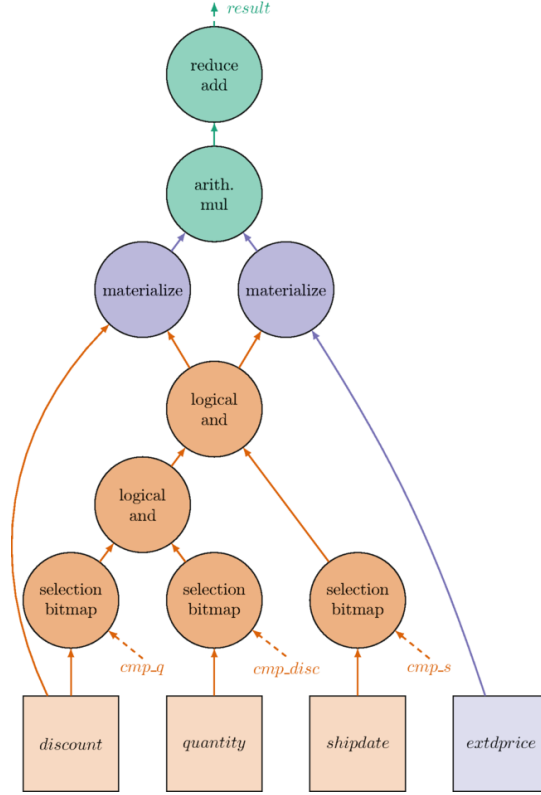 result
reduce
add
arith.
mul
materialize
materialize
logical
and
logical
and
selection
bitmap
selection
bitmap
selection
bitmap
cmp_q
cmp_disc
cmp_s
discount
quantity
shipdate
extdprice